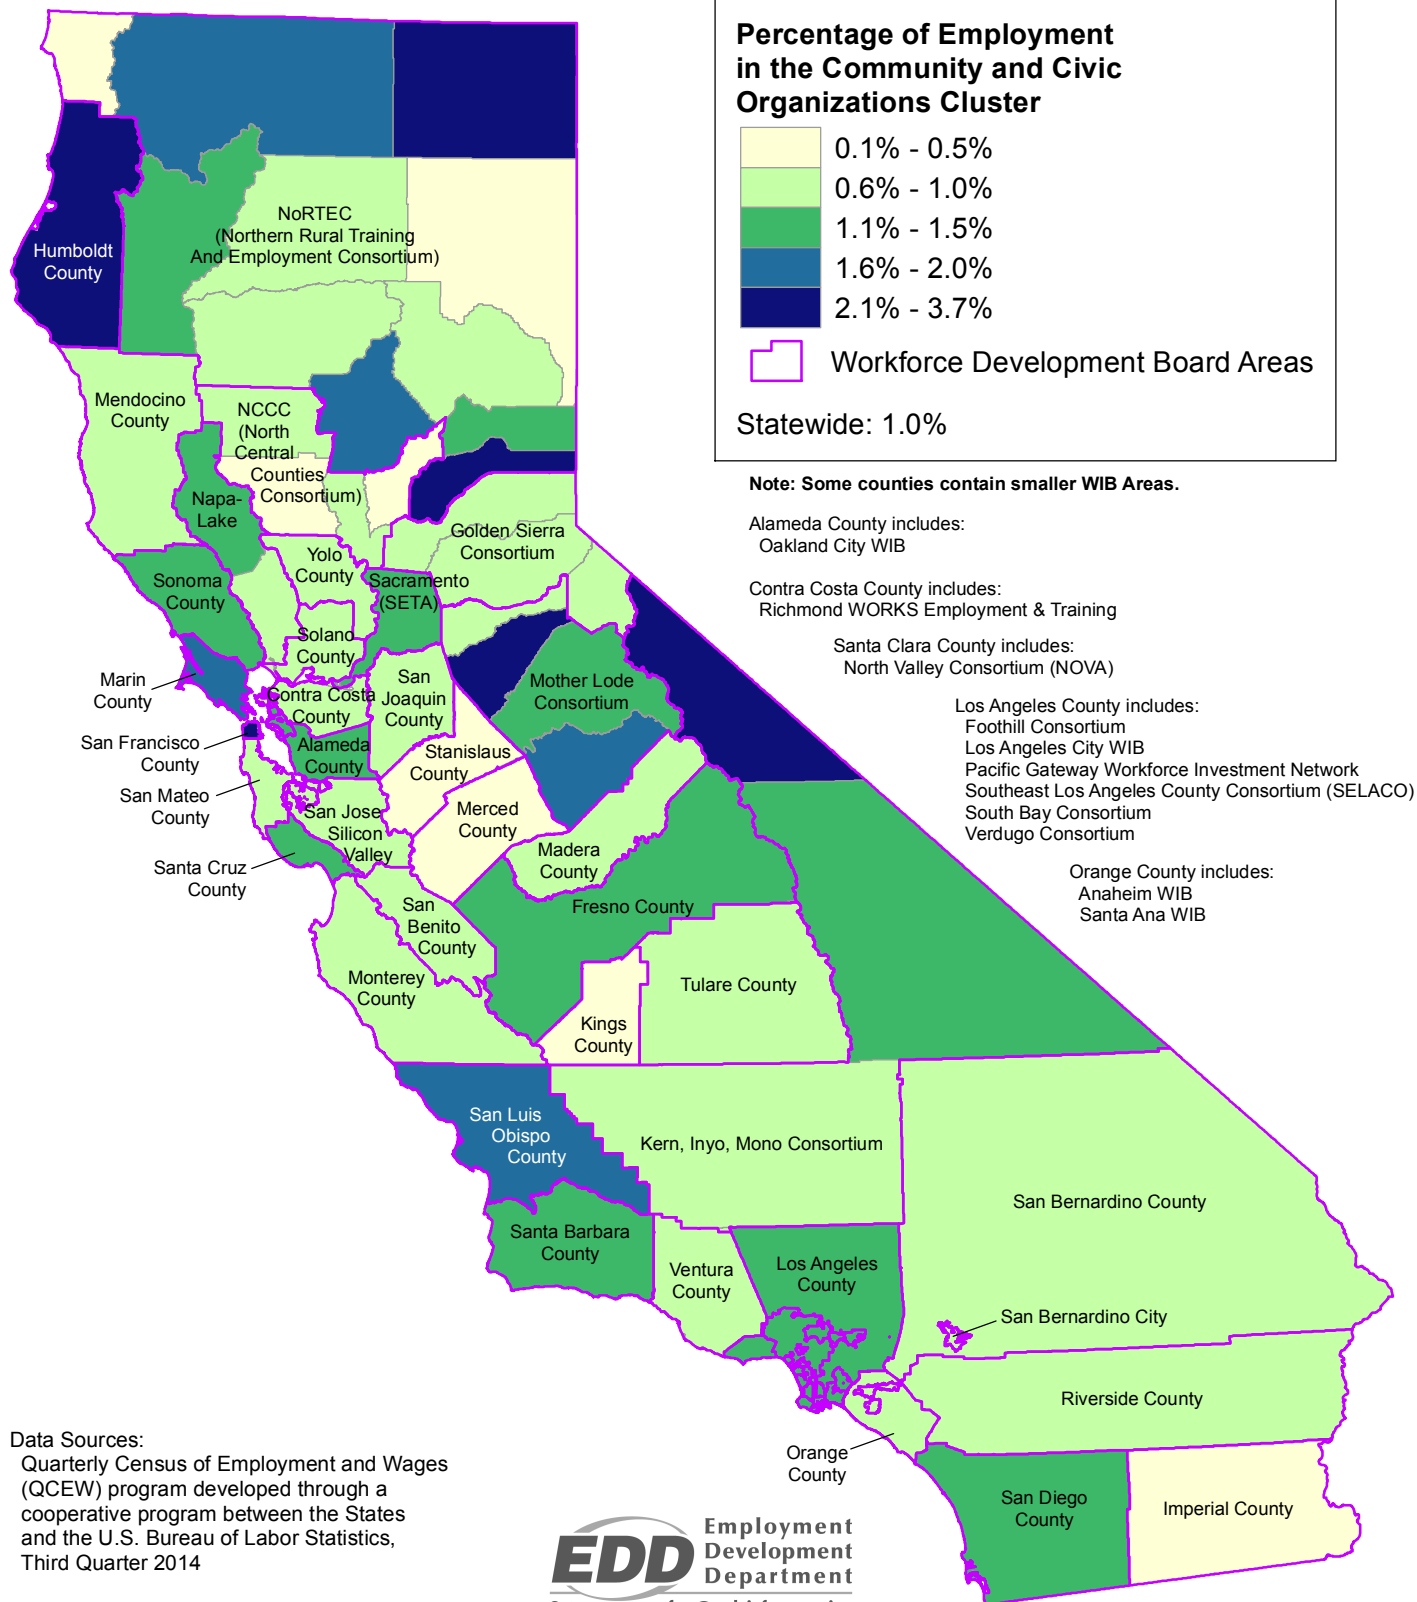 Percentage of Employment
in the Community and Civic
Organizations Cluster
0.1% - 0.5%
0.6% - 1.0%
1.1% - 1.5%
1.6% - 2.0%
2.1% - 3.7%
Workforce Development Board Areas
Statewide: 1.0%
Note: Some counties contain smaller WIB Areas.
Alameda County includes:
Oakland City WIB
Contra Costa County includes:
Richmond WORKS Employment & Training
Santa Clara County includes:
North Valley Consortium (NOVA)
Los Angeles County includes:
Foothill Consortium
Los Angeles City WIB
Pacific Gateway Workforce Investment Network
Southeast Los Angeles County Consortium (SELACO)
South Bay Consortium
Verdugo Consortium
Orange County includes:
Anaheim WIB
Santa Ana WIB
NoRTEC
(Northern Rural Training
And Employment Consortium)
Humboldt
County
Mendocino
County
NCCC
(North
Central
Counties
Consortium)
Napa-
Lake
Golden Sierra
Consortium
Yolo
County
Sonoma
County
Sacramento
(SETA)
Solano
County
Marin
County
Contra Costa
County
San
Joaquin
County
Mother Lode
Consortium
San Francisco
County
Alameda
County
Stanislaus
County
San Mateo
County
San Jose
Silicon
Valley
Merced
County
Santa Cruz
County
Madera
County
San
Benito
County
Fresno County
Monterey
County
Tulare County
Kings
County
San Luis
Obispo
County
Kern, Inyo, Mono Consortium
San Bernardino County
Santa Barbara
County
Ventura
County
Los Angeles
County
San Bernardino City
Riverside County
Orange
County
San Diego
County
Imperial County
Data Sources:
Quarterly Census of Employment and Wages
(QCEW) program developed through a
cooperative program between the States
and the U.S. Bureau of Labor Statistics,
Third Quarter 2014
EDD
Employment
Development
Department